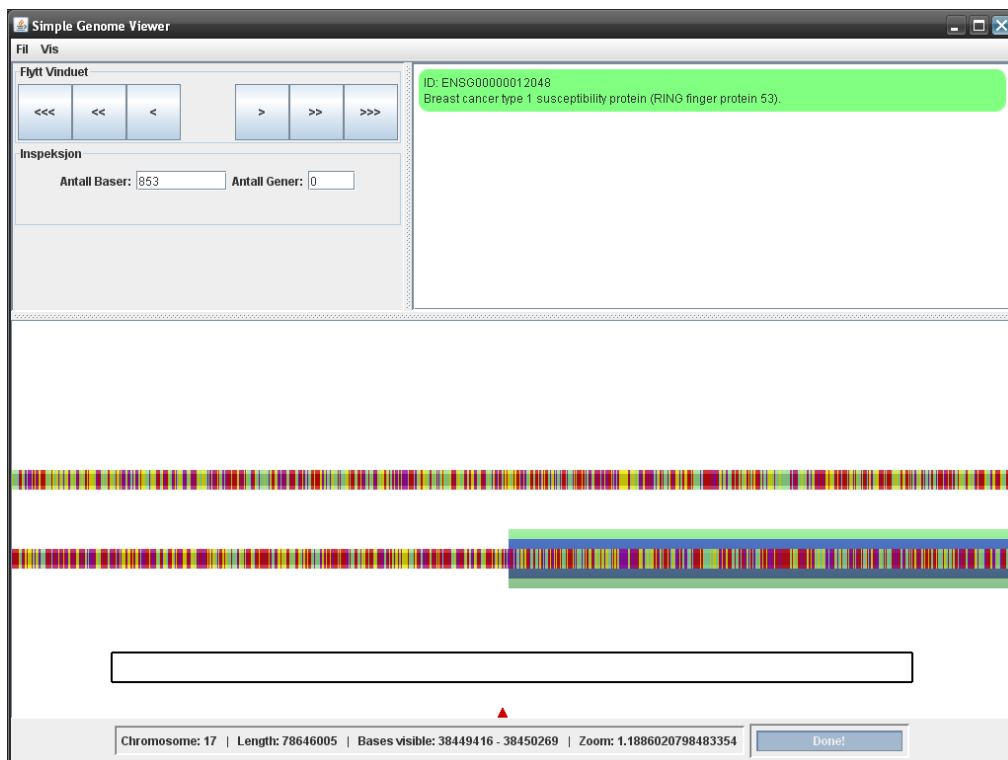 Simple Genome Viewer
Fil Vis
Flytt Vinduet
<<< << < > >> >>>
Inspeksjon
Antall Baser: 853 Antall Gener: 0
ID: ENSG00000012048
Breast cancer type 1 susceptibility protein (RING finger protein 53).
Chromosome: 17 | Length: 78646005 | Bases visible: 38449416 - 38450269 | Zoom: 1.1886020798483354
Done!